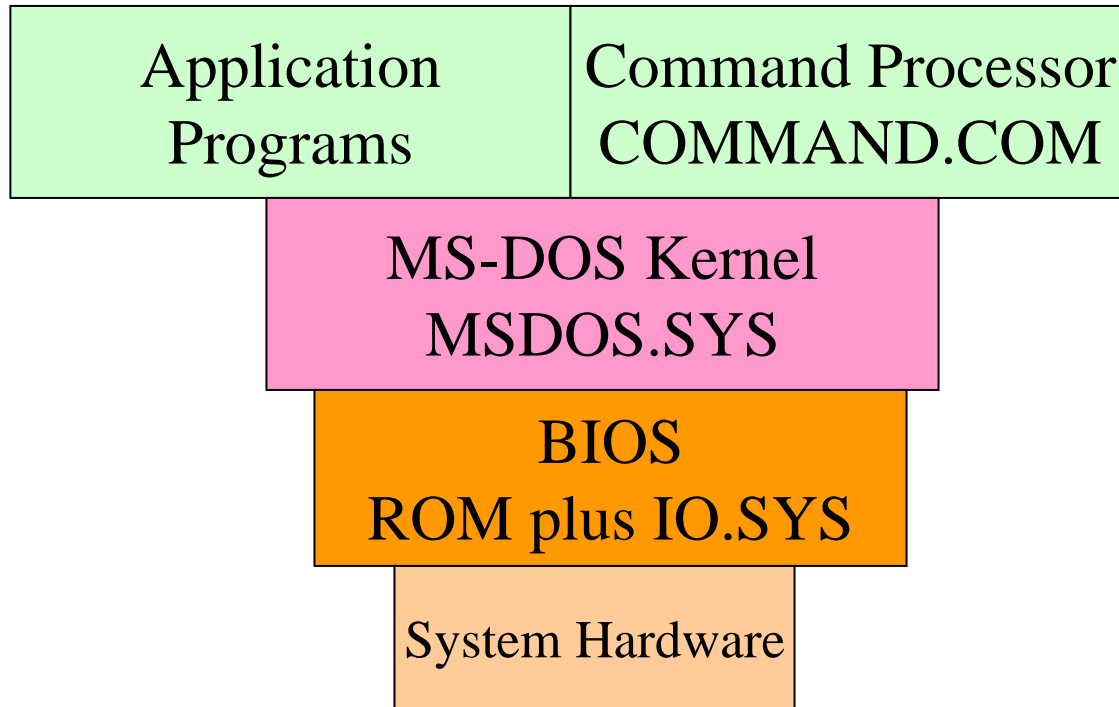 Application
Programs
Command Processor
COMMAND.COM
MS-DOS Kernel
MSDOS.SYS
BIOS
ROM plus IO.SYS
System Hardware